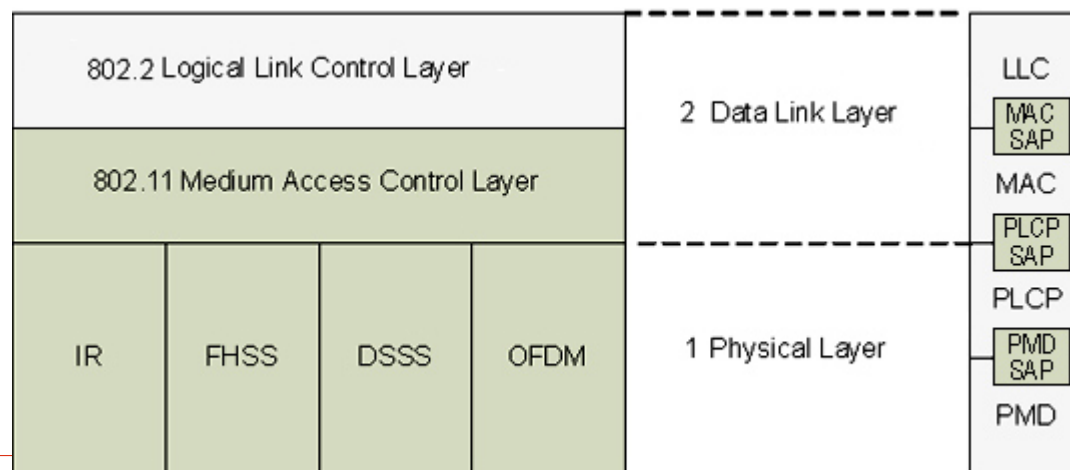 802.2 Logical Link Control Layer
802.11 Medium Access Control Layer
IR
FHSS
DSSS
OFDM
2 Data Link Layer
1 Physical Layer
LLC
MAC
SAP
MAC
PLCP
SAP
PLCP
PMD
SAP
PMD